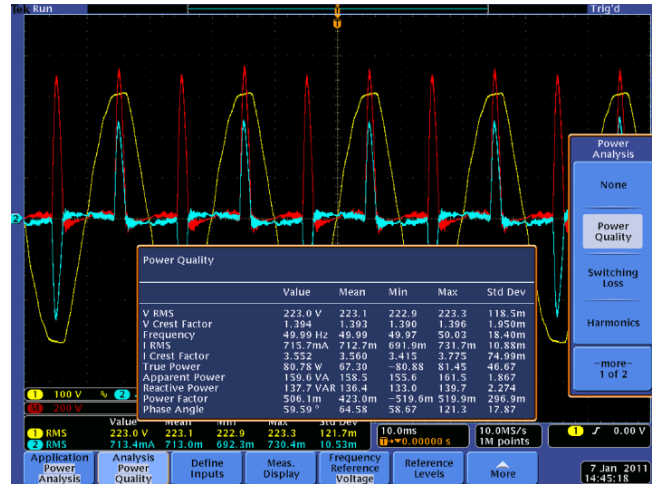 Tek Run Trig'd
T
2
Power Analysis
None
Power Quality
Switching Loss
Harmonics
—more— 1 of 2
Power Quality
Value Mean Min Max Std Dev
V RMS 223.0 V 223.1 222.9 223.3 118.5m
V Crest Factor 1.394 1.393 1.390 1.396 1.950m
Frequency 49.99 Hz 49.99 49.97 50.03 18.40m
I RMS 715.7mA 712.7m 691.9m 731.7m 10.88m
I Crest Factor 3.552 3.560 3.415 3.775 74.99m
True Power 80.78 W 67.30 −80.88 81.45 46.67
Apparent Power 159.6 VA 158.5 155.6 161.5 1.867
Reactive Power 137.7 VAR 136.4 133.0 139.7 2.274
Power Factor 506.1m 423.0m −519.6m 519.9m 296.9m
Phase Angle 59.59 ° 64.58 58.67 121.3 17.87
1 100 V 2
M 200 W
Value Mean Min Max Std Dev
1 RMS 223.0 V 223.1 222.9 223.3 121.7m
2 RMS 713.4mA 713.0m 692.3m 730.4m 10.53m
10.0ms 10.0MS/s
T→▼0.00000 s 1M points
1 0.00 V
Application Power Analysis
Analysis Power Quality
Define Inputs
Meas. Display
Frequency Reference Voltage
Reference Levels
More
7 Jan 2011
14:45:18